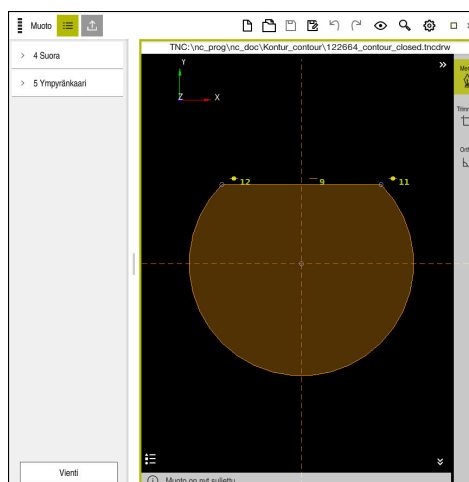 Muoto
TNC:\nc_prog\nc_doc\Kontur_contour\122664_contour_closed.tncdrw
4 Suora
5 Ympyränkaari
Y
Z
X
12
9
11
Vienti
Muoto on nyt suljettu